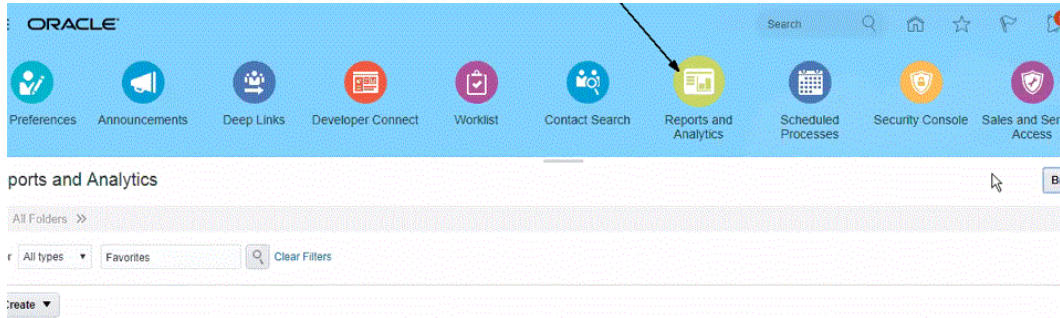 ORACLE
Search
Preferences
Announcements
Deep Links
Developer Connect
Worklist
Contact Search
Reports and
Analytics
Scheduled
Processes
Security Console
Sales and Ser
Access
ports and Analytics
B
All Folders
r All types Favorites Clear Filters
Create